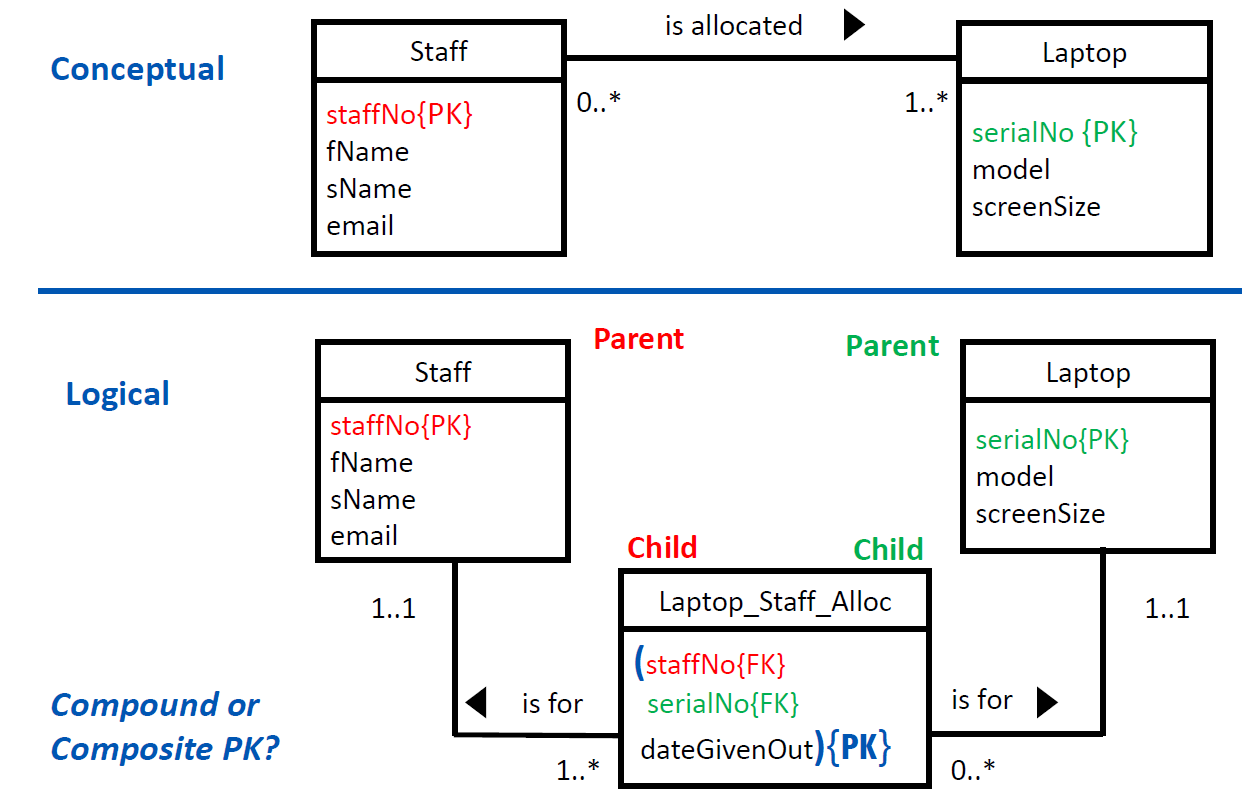 Conceptual
is allocated
Staff
Laptop
0..*
1..*
staffNo{PK}
fName
sName
email
serialNo {PK}
model
screenSize
Logical
Parent
Parent
Staff
Laptop
staffNo{PK}
fName
sName
email
serialNo{PK}
model
screenSize
Child
Child
1..1
1..1
Laptop_Staff_Alloc
(staffNo{FK}
serialNo{FK}
dateGivenOut){PK}
is for
is for
1..*
0..*
Compound or
Composite PK?